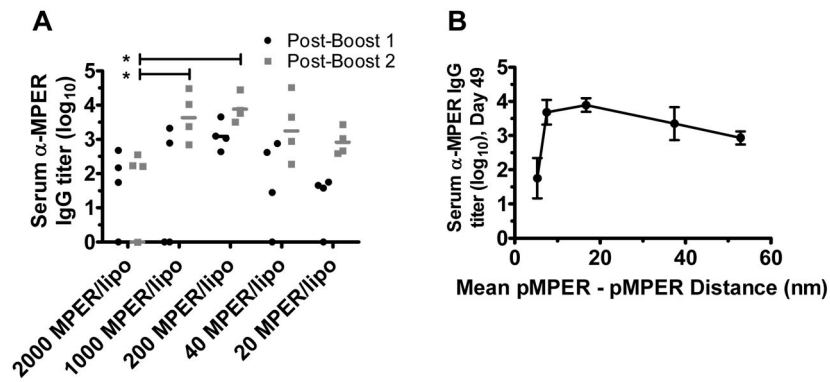 A
Post-Boost 1
Post-Boost 2
*
*
Serum α-MPER
IgG titer (log10)
5
4
3
2
1
0
2000 MPER/lipo
1000 MPER/lipo
200 MPER/lipo
40 MPER/lipo
20 MPER/lipo
B
Serum α-MPER IgG
titer (log10), Day 49
5
4
3
2
1
0
0 20 40 60
Mean pMPER - pMPER Distance (nm)